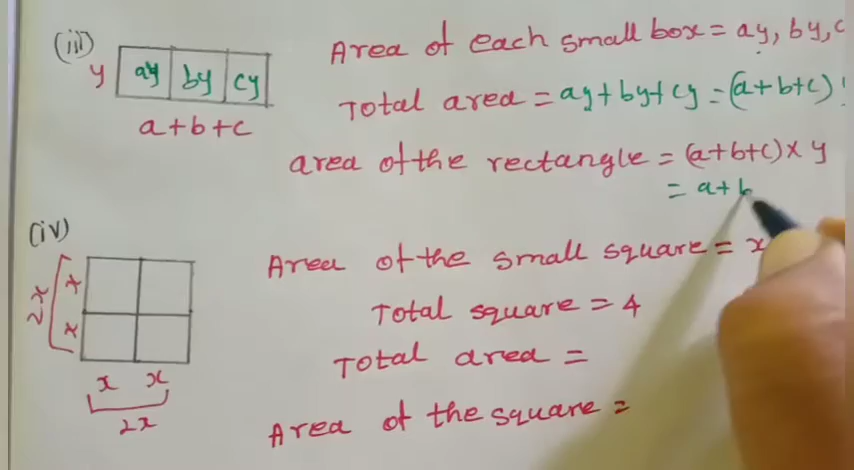 (iii)
y ay by cy
a+b+c
Area of each small box = ay, by, c
Total area = ay+by+cy = (a+b+c)
area of the rectangle = (a+b+c)×y
= a+b
(iv)
2x x x
x x
2x
Area of the small square = x
Total square = 4
Total area =
Area of the square =